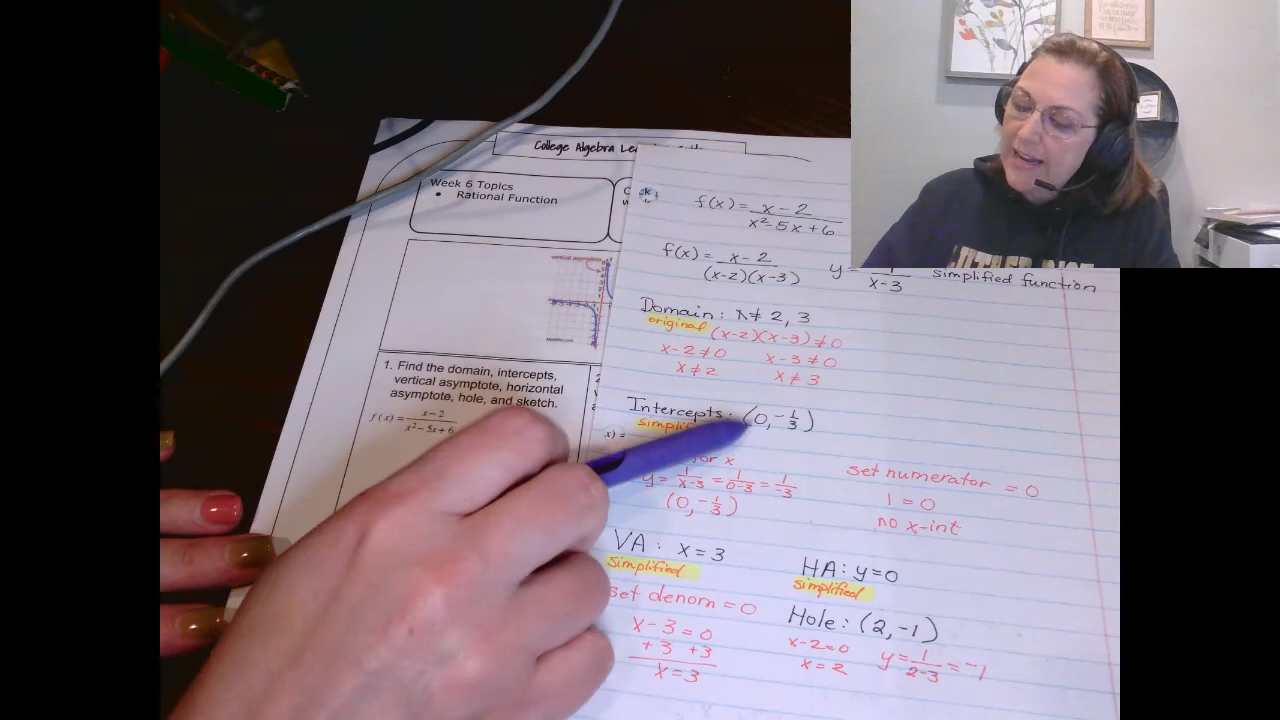 College Algebra
Week 6 Topics
• Rational Function
vertical asymptote
1. Find the domain, intercepts,
vertical asymptote, horizontal
asymptote, hole, and sketch.
f(x) = x-2 / x²-5x+6
f(x) = x-2 / x²-5x+6
f(x) = x-2 / (x-2)(x-3) y = / x-3 simplified function
Domain: x≠ 2, 3
original (x-2)(x-3) ≠0
x-2≠0 x-3≠0
x≠2 x≠3
Intercepts: (0, -1/3)
for x
y = 1/x-3 = 1/0-3 = 1/-3
(0, -1/3)
set numerator = 0
1 = 0
no x-int
VA: x=3
simplified
set denom = 0
x-3=0
+3 +3
x=3
HA: y=0
simplified
Hole: (2,-1)
x-2=0 y = 1/2-3 = -1
x=2